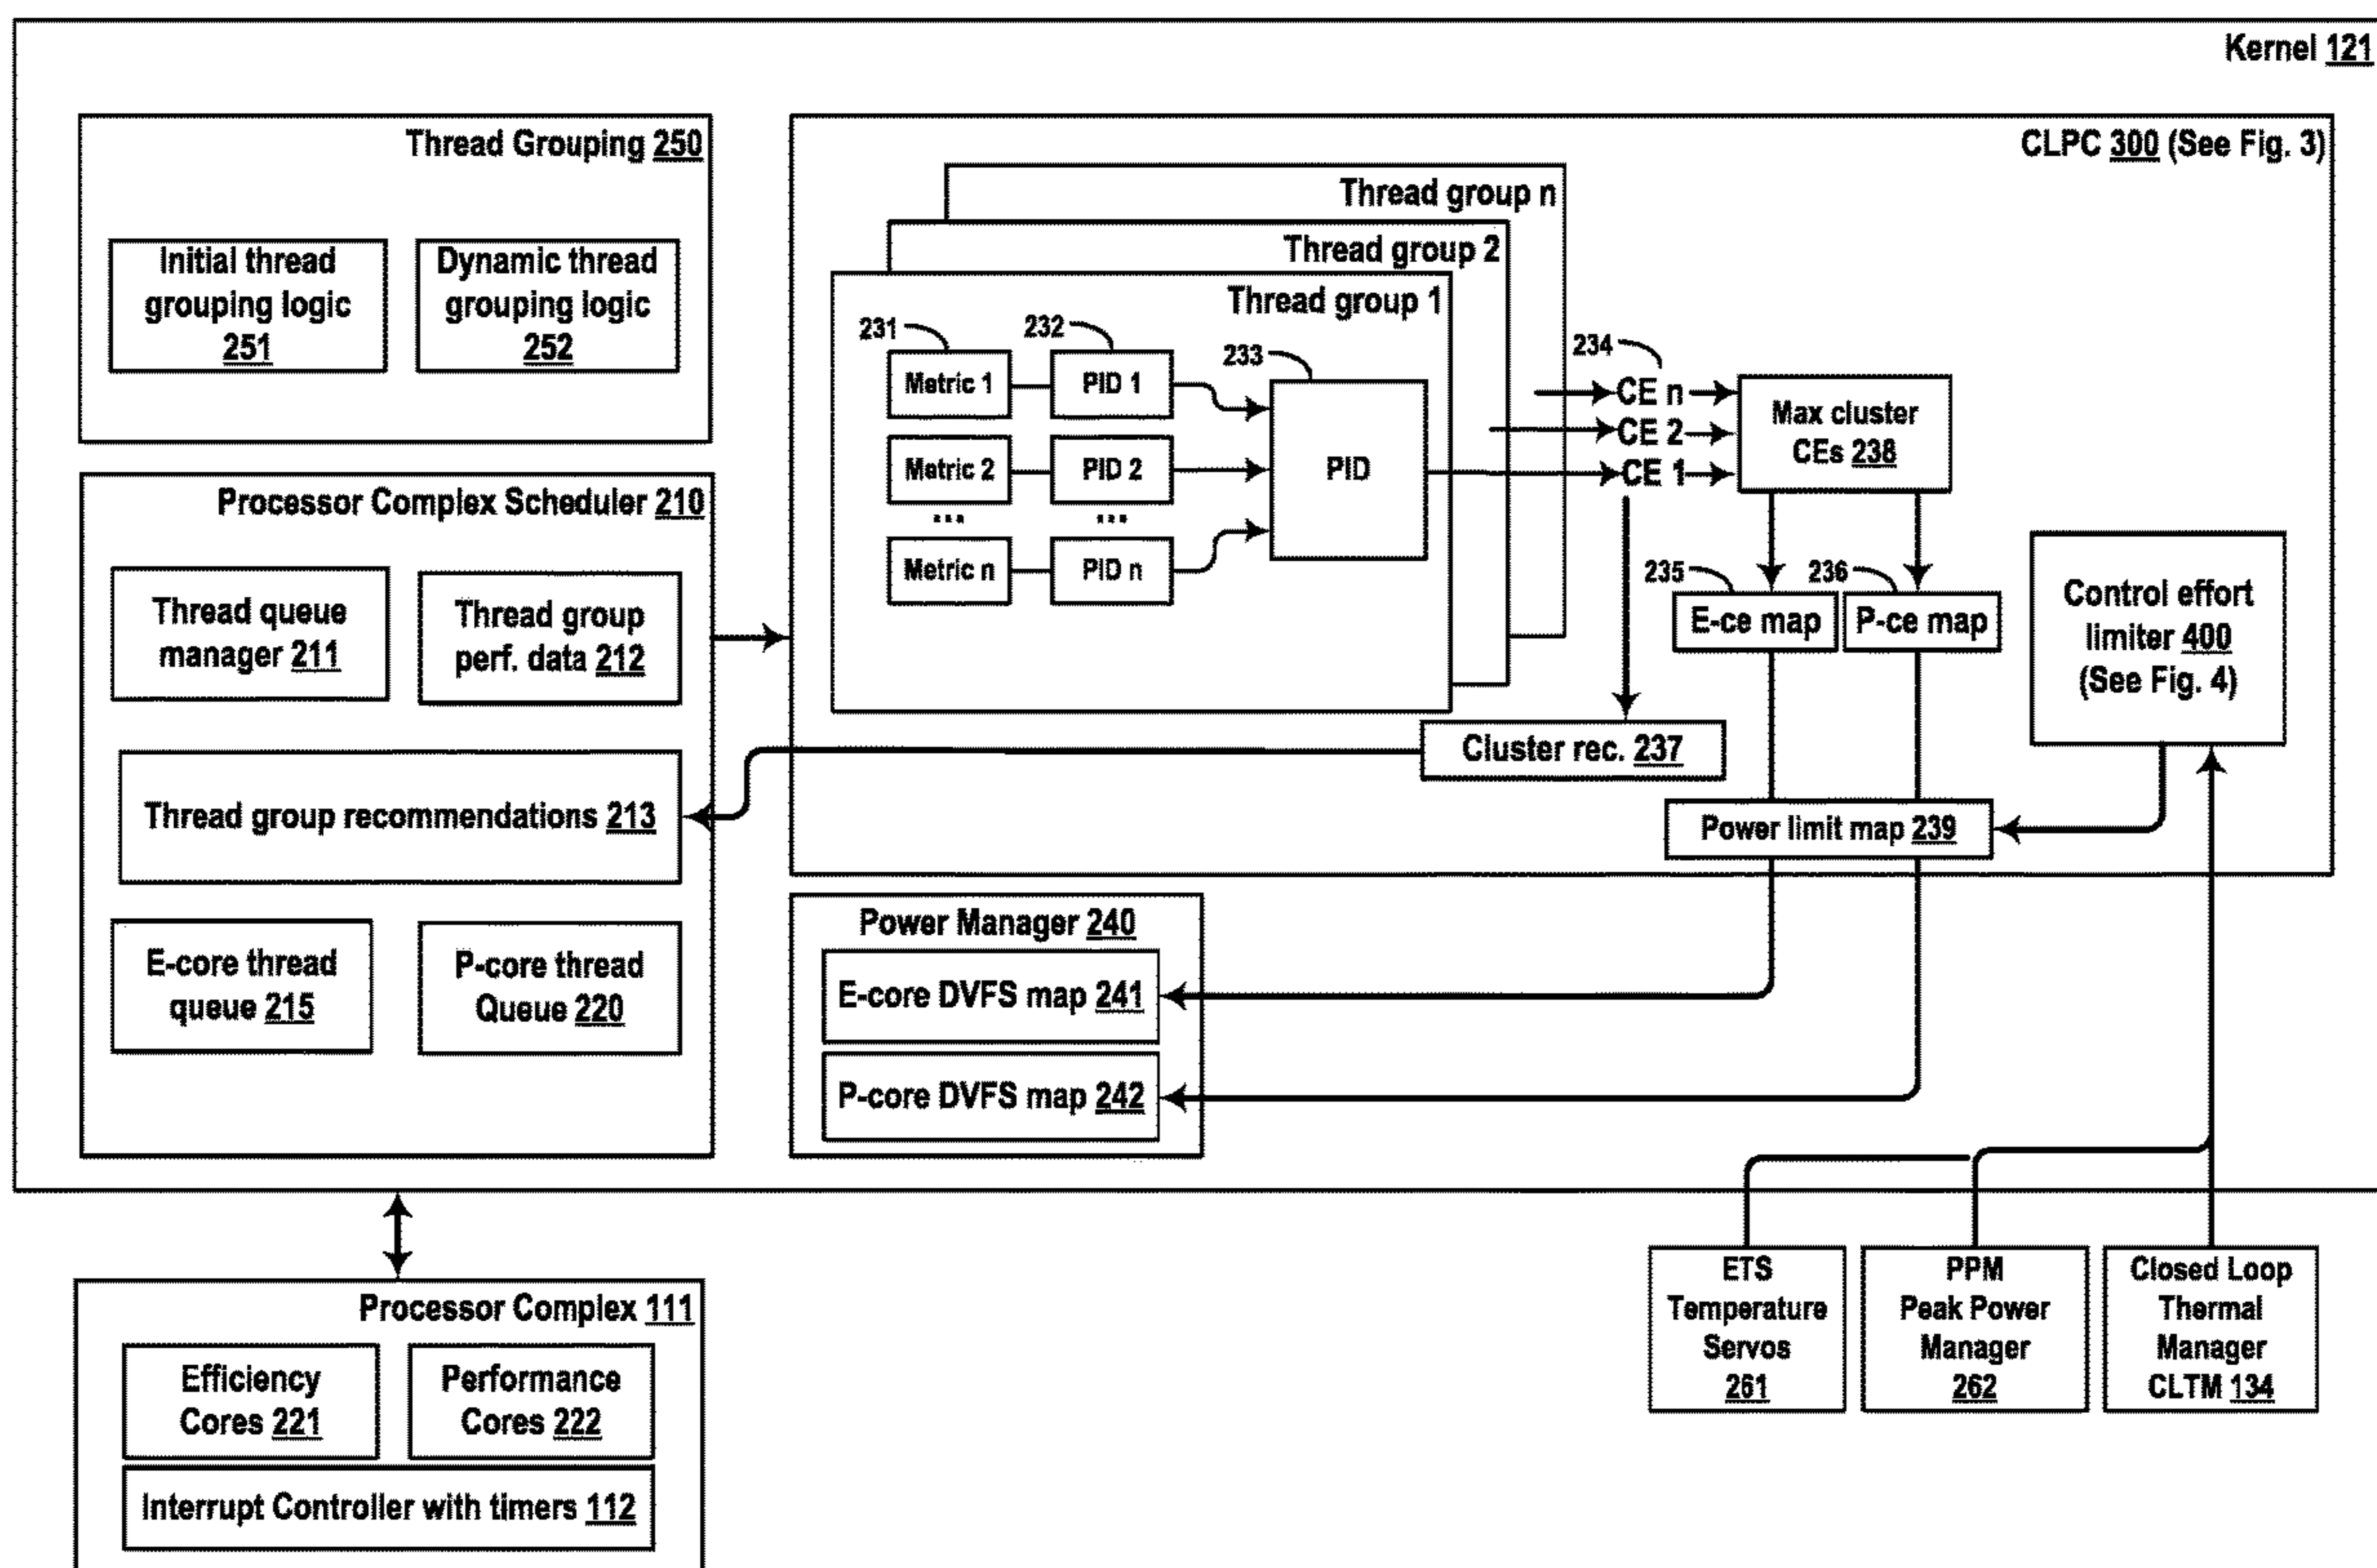 Kernel 121
Thread Grouping 250
Initial thread
grouping logic
251
Dynamic thread
grouping logic
252
Processor Complex Scheduler 210
Thread queue
manager 211
Thread group
perf. data 212
Thread group recommendations 213
E-core thread
queue 215
P-core thread
Queue 220
CLPC 300 (See Fig. 3)
Thread group n
Thread group 2
Thread group 1
231
232
233
234
Metric 1
PID 1
Metric 2
PID 2
...
...
Metric n
PID n
PID
CE n
CE 2
CE 1
Max cluster
CEs 238
235
236
E-ce map
P-ce map
Control effort
limiter 400
(See Fig. 4)
Cluster rec. 237
Power limit map 239
Power Manager 240
E-core DVFS map 241
P-core DVFS map 242
Processor Complex 111
Efficiency
Cores 221
Performance
Cores 222
Interrupt Controller with timers 112
ETS
Temperature
Servos
261
PPM
Peak Power
Manager
262
Closed Loop
Thermal
Manager
CLTM 134